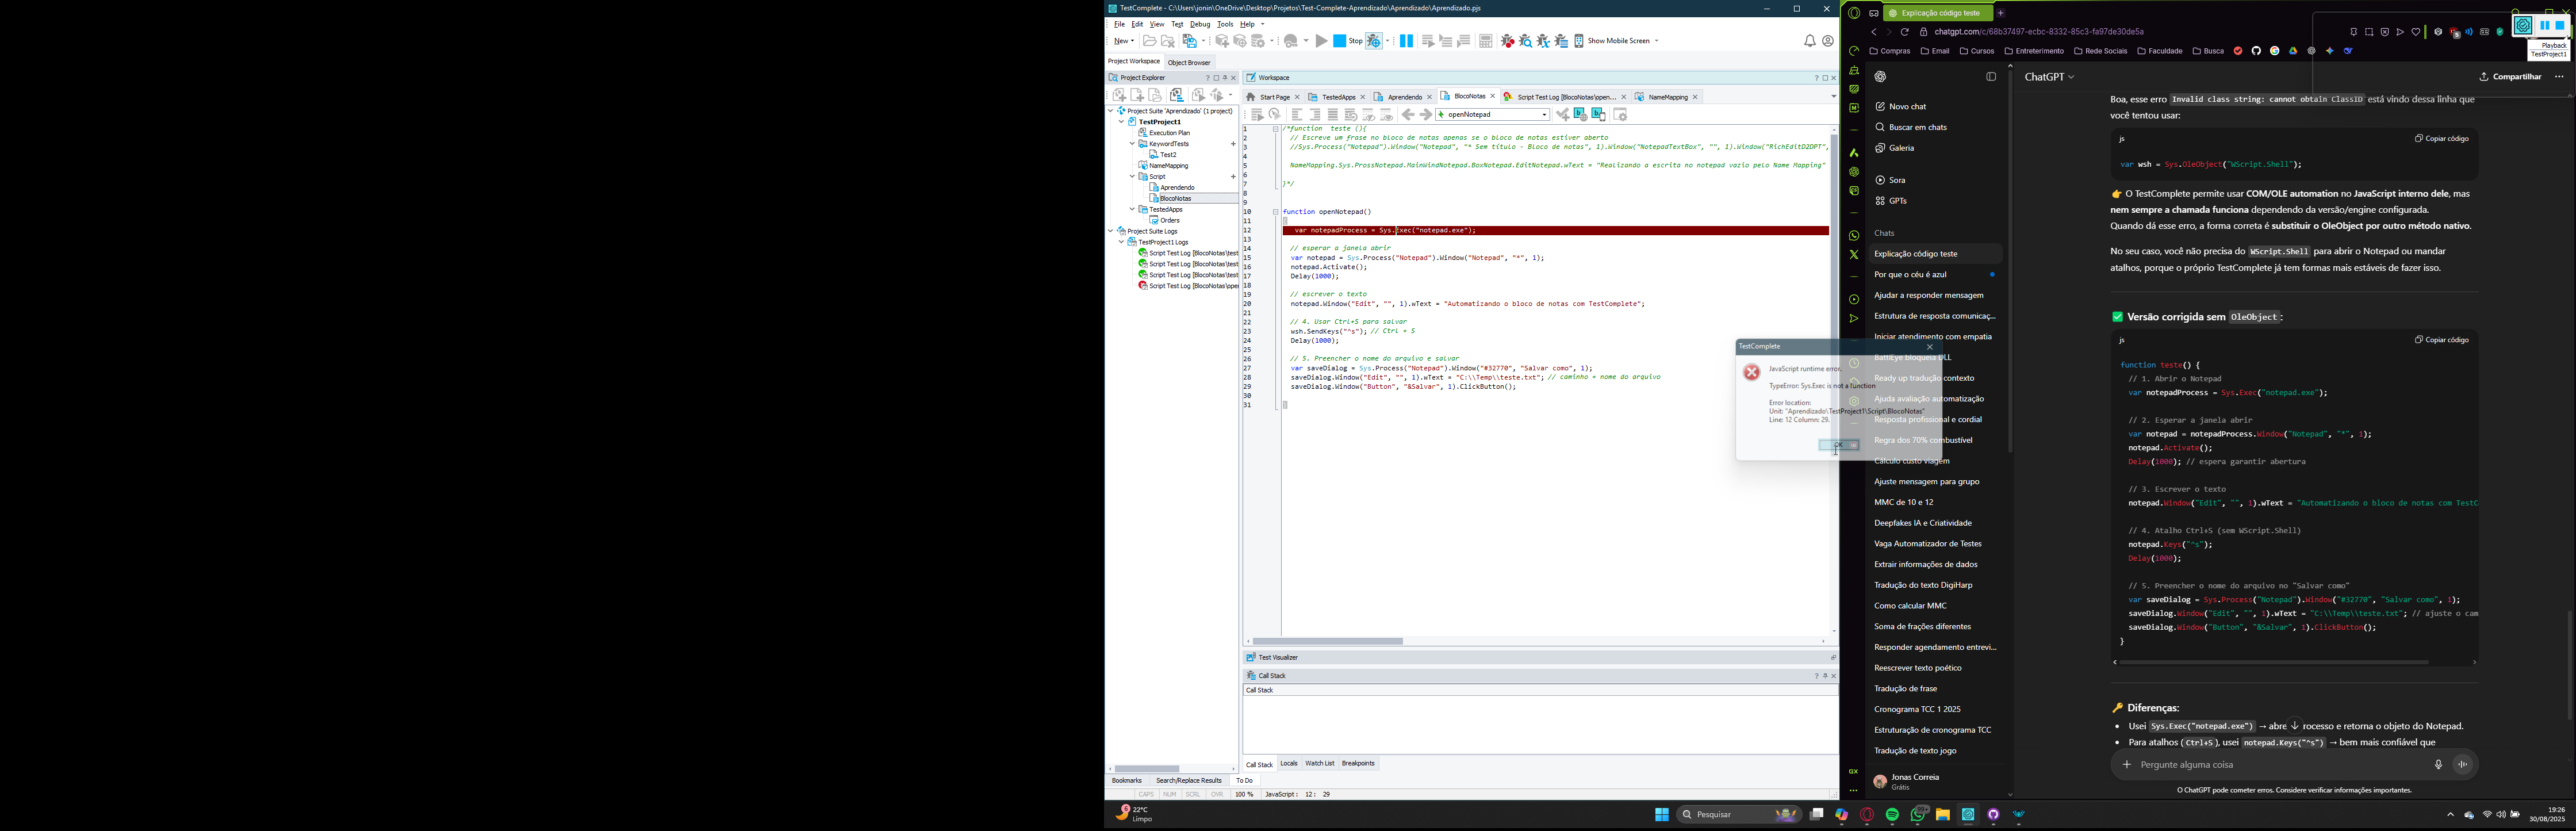 TestComplete - C:\Users\jonin\OneDrive\Desktop\Projetos\Test-Complete-Aprendizado\Aprendizado\Aprendizado.pjs
File Edit View Test Debug Tools Help
New
Stop
Show Mobile Screen
Project Workspace Object Browser
Project Explorer
Project Suite 'Aprendizado' (1 project)
TestProject1
Execution Plan
KeywordTests
Test2
NameMapping
Script
Aprendendo
BlocoNotas
TestedApps
Orders
Project Suite Logs
TestProject1 Logs
Script Test Log [BlocoNotas\test
Script Test Log [BlocoNotas\test
Script Test Log [BlocoNotas\test
Script Test Log [BlocoNotas\ope
Bookmarks Search/Replace Results To Do
Workspace
Start Page TestedApps Aprendendo BlocoNotas Script Test Log [BlocoNotas\open... NameMapping
openNotepad
1 /*function teste (){
2 // Escreve um frase no bloco de notas apenas se o bloco de notas estiver aberto
3 //Sys.Process("Notepad").Window("Notepad", "* Sem título - Bloco de notas", 1).Window("NotepadTextBox", "", 1).Window("RichEditD2DPT",
4
5 NameMapping.Sys.ProssNotepad.MainWindNotepad.BoxNotepad.EditNotepad.wText = "Realizando a escrita no notepad vazio pelo Name Mapping"
6
7 }*/
8
9
10 function openNotepad()
11 {
12 var notepadProcess = Sys.Exec("notepad.exe");
13
14 // esperar a janela abrir
15 var notepad = Sys.Process("Notepad").Window("Notepad", "*", 1);
16 notepad.Activate();
17 Delay(1000);
18
19 // escrever o texto
20 notepad.Window("Edit", "", 1).wText = "Automatizando o bloco de notas com TestComplete";
21
22 // 4. Usar Ctrl+S para salvar
23 wsh.SendKeys("^s"); // Ctrl + S
24 Delay(1000);
25
26 // 5. Preencher o nome do arquivo e salvar
27 var saveDialog = Sys.Process("Notepad").Window("#32770", "Salvar como", 1);
28 saveDialog.Window("Edit", "", 1).wText = "C:\\Temp\\teste.txt"; // caminho + nome do arquivo
29 saveDialog.Window("Button", "&Salvar", 1).ClickButton();
30
31 }
Test Visualizer
Call Stack
Call Stack
Call Stack Locals Watch List Breakpoints
CAPS NUM SCRL OVR 100 % JavaScript: 12: 29
TestComplete
JavaScript runtime error.
TypeError: Sys.Exec is not a function
Error location:
Unit: "Aprendizado\TestProject1\Script\BlocoNotas"
Line: 12 Column: 29.
OK
Explicação código teste
chatgpt.com/c/68b37497-ecbc-8332-85c3-fa97de30de5a
Playback
TestProject1
Compras Email Cursos Entreterimento Rede Sociais Faculdade Busca
ChatGPT
Compartilhar
Novo chat
Buscar em chats
Galeria
Sora
GPTs
Chats
Explicação código teste
Por que o céu é azul
Ajudar a responder mensagem
Estrutura de resposta comunicaç...
Iniciar atendimento com empatia
BattlEye bloqueia DLL
Ready up tradução contexto
Ajuda avaliação automatização
Resposta profissional e cordial
Regra dos 70% combustível
Cálculo custo viagem
Ajuste mensagem para grupo
MMC de 10 e 12
Deepfakes IA e Criatividade
Vaga Automatizador de Testes
Extrair informações de dados
Tradução do texto DigiHarp
Como calcular MMC
Soma de frações diferentes
Responder agendamento entrevi...
Reescrever texto poético
Tradução de frase
Cronograma TCC 1 2025
Estruturação de cronograma TCC
Tradução de texto jogo
Jonas Correia
Grátis
Boa, esse erro Invalid class string: cannot obtain ClassID está vindo dessa linha que
você tentou usar:
js Copiar código
var wsh = Sys.OleObject("WScript.Shell");
👉 O TestComplete permite usar COM/OLE automation no JavaScript interno dele, mas
nem sempre a chamada funciona dependendo da versão/engine configurada.
Quando dá esse erro, a forma correta é substituir o OleObject por outro método nativo.
No seu caso, você não precisa do WScript.Shell para abrir o Notepad ou mandar
atalhos, porque o próprio TestComplete já tem formas mais estáveis de fazer isso.
✅ Versão corrigida sem OleObject:
js Copiar código
function teste() {
// 1. Abrir o Notepad
var notepadProcess = Sys.Exec("notepad.exe");
// 2. Esperar a janela abrir
var notepad = notepadProcess.Window("Notepad", "*", 1);
notepad.Activate();
Delay(1000); // espera garantir abertura
// 3. Escrever o texto
notepad.Window("Edit", "", 1).wText = "Automatizando o bloco de notas com TestC
// 4. Atalho Ctrl+S (sem WScript.Shell)
notepad.Keys("^s");
Delay(1000);
// 5. Preencher o nome do arquivo no "Salvar como"
var saveDialog = Sys.Process("Notepad").Window("#32770", "Salvar como", 1);
saveDialog.Window("Edit", "", 1).wText = "C:\\Temp\\teste.txt"; // ajuste o cam
saveDialog.Window("Button", "&Salvar", 1).ClickButton();
}
🔑 Diferenças:
• Usei Sys.Exec("notepad.exe") → abre rocesso e retorna o objeto do Notepad.
• Para atalhos (Ctrl+S), usei notepad.Keys("^s") → bem mais confiável que
Pergunte alguma coisa
O ChatGPT pode cometer erros. Considere verificar informações importantes.
22°C
Limpo
Pesquisar
99+
19:26
30/08/2025